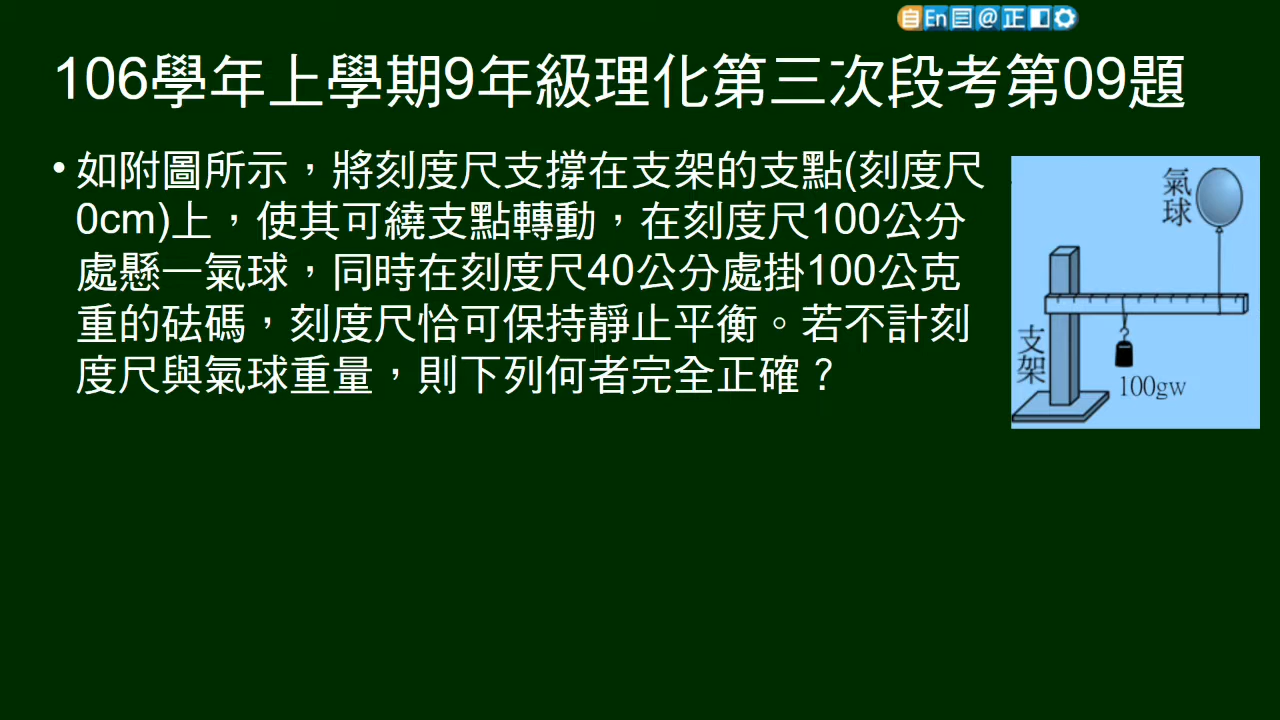 自En@正
106學年上學期9年級理化第三次段考第09題
• 如附圖所示，將刻度尺支撐在支架的支點(刻度尺
0cm)上，使其可繞支點轉動，在刻度尺100公分
處懸一氣球，同時在刻度尺40公分處掛100公克
重的砝碼，刻度尺恰可保持靜止平衡。若不計刻
度尺與氣球重量，則下列何者完全正確？
氣球
支架
100gw